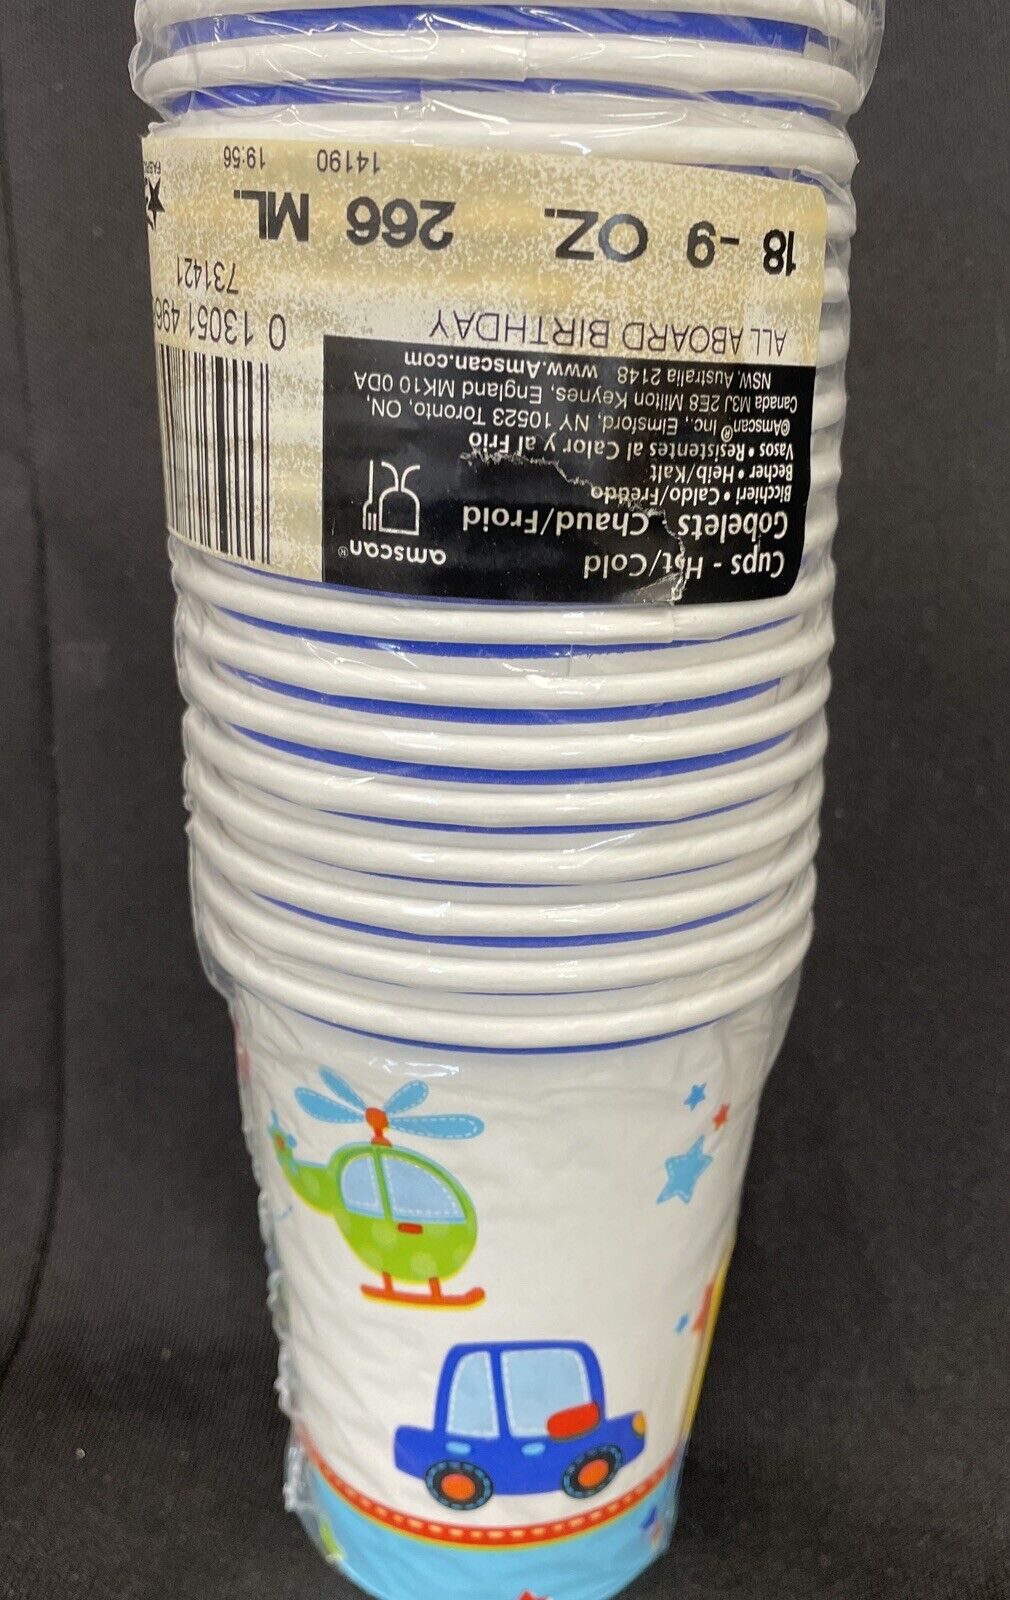 Cups - Hot/Cold
Gobelets Chaud/Froid
Bicchieri • Caldo/Freddo
Becher • Heib/Kalt
Vasos • Resistentes al Calor y al Frió
©Amscan® Inc., Elmsford, NY 10523 Toronto, ON,
Canada M3J 2E8 Milton Keynes, England MK10 0DA
NSW, Australia 2148 www.Amscan.com
amscan®
ALL ABOARD BIRTHDAY
18 - 9 OZ. 266 ML.
14190 19:56
0 13051 496
731421